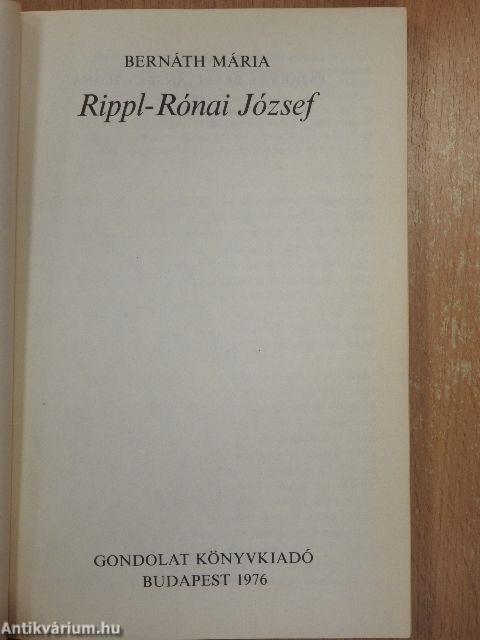 BERNÁTH MÁRIA
Rippl-Rónai József
GONDOLAT KÖNYVKIADÓ
BUDAPEST 1976
Antikvárium.hu